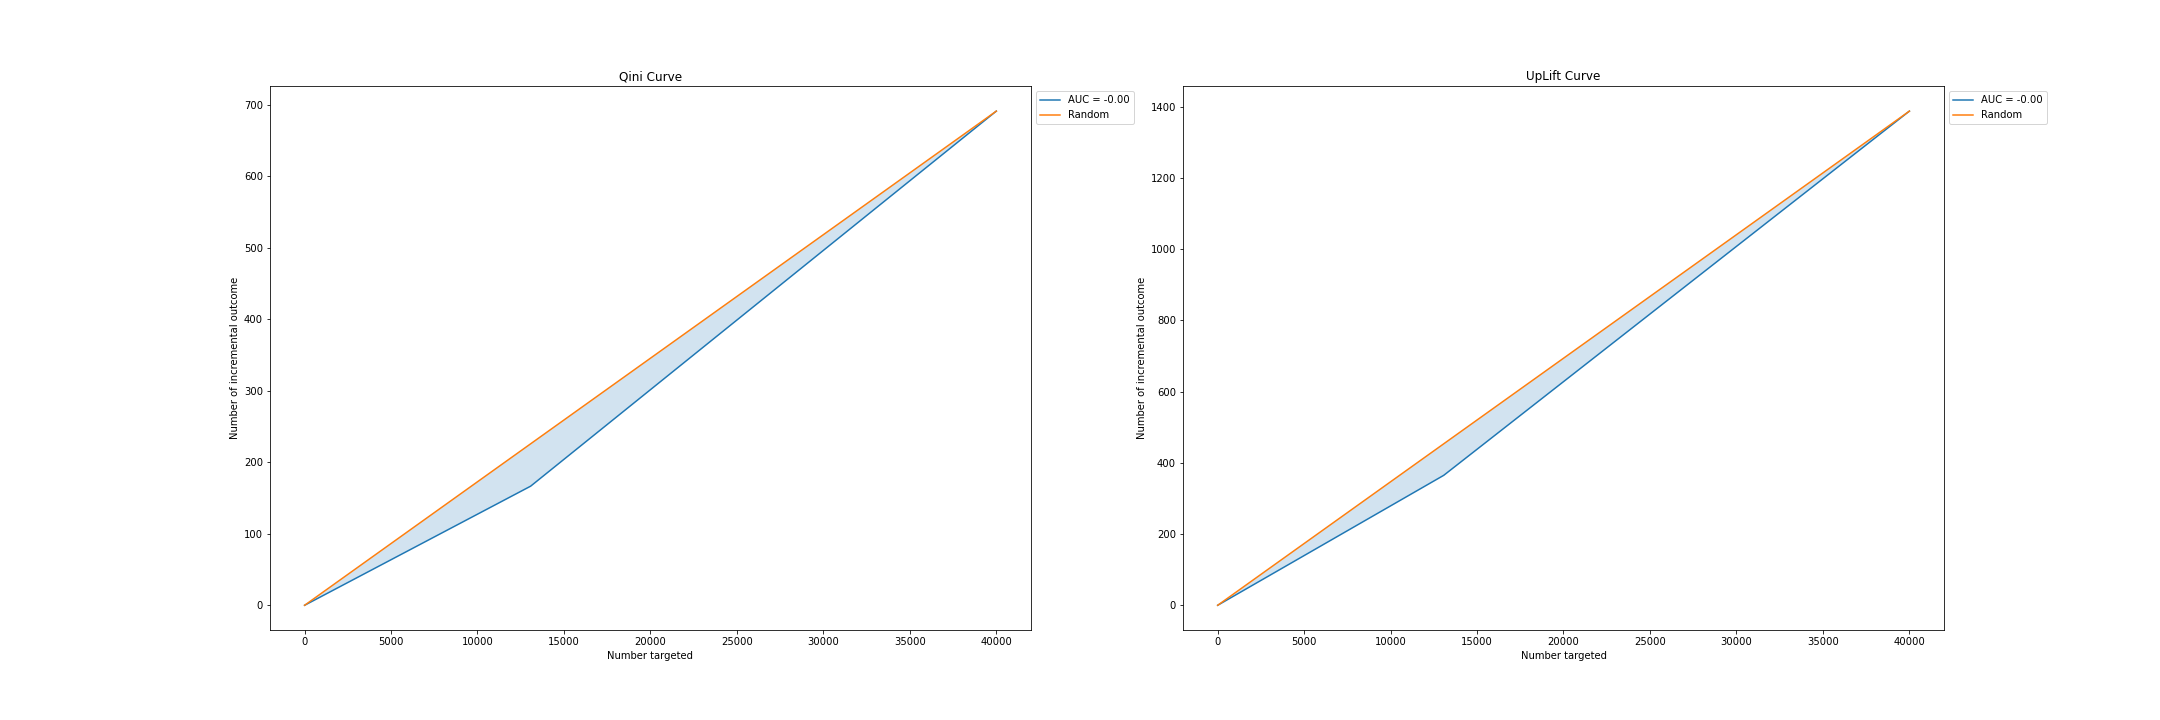 Qini Curve
700
600
500
400
300
200
100
0
Number of incremental outcome
0 5000 10000 15000 20000 25000 30000 35000 40000
Number targeted
AUC = -0.00
Random
UpLift Curve
1400
1200
1000
800
600
400
200
0
Number of incremental outcome
0 5000 10000 15000 20000 25000 30000 35000 40000
Number targeted
AUC = -0.00
Random